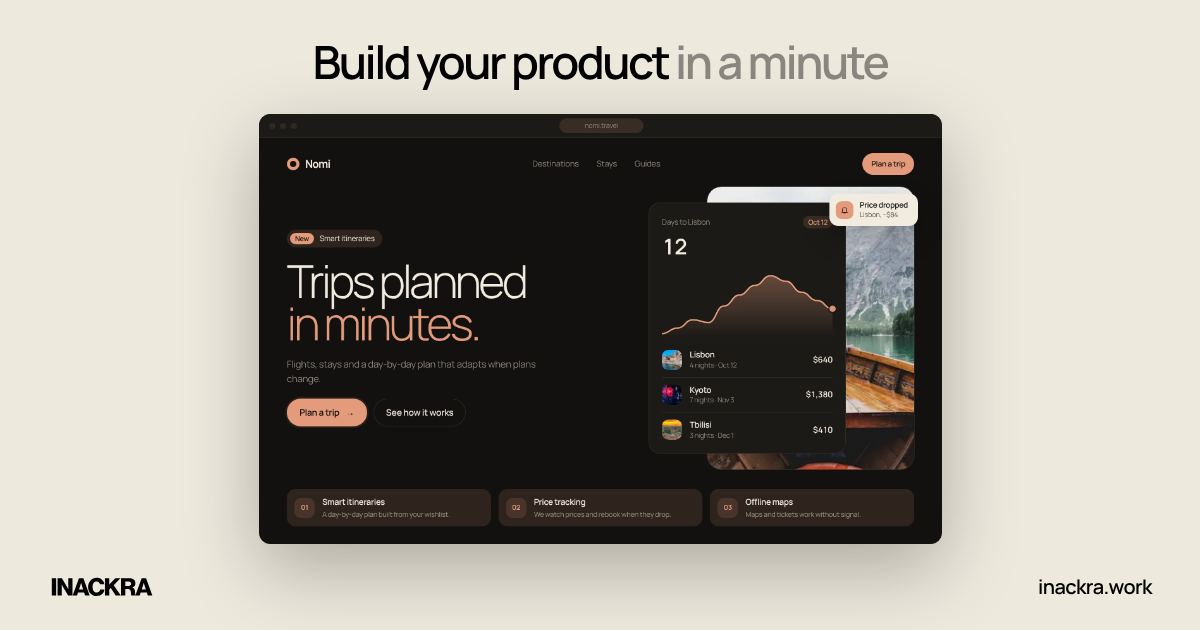 Build your product in a minute
nomi.travel
Nomi
Destinations Stays Guides
Plan a trip
New Smart itineraries
Trips planned
in minutes.
Flights, stays and a day-by-day plan that adapts when plans
change.
Plan a trip →
See how it works
Price dropped
Lisbon, -$84
Days to Lisbon
Oct 12
12
Lisbon
4 nights · Oct 12
$640
Kyoto
7 nights · Nov 3
$1,380
Tbilisi
3 nights · Dec 1
$410
01
Smart itineraries
A day-by-day plan built from your wishlist.
02
Price tracking
We watch prices and rebook when they drop.
03
Offline maps
Maps and tickets work without signal.
INACKRA
inackra.work